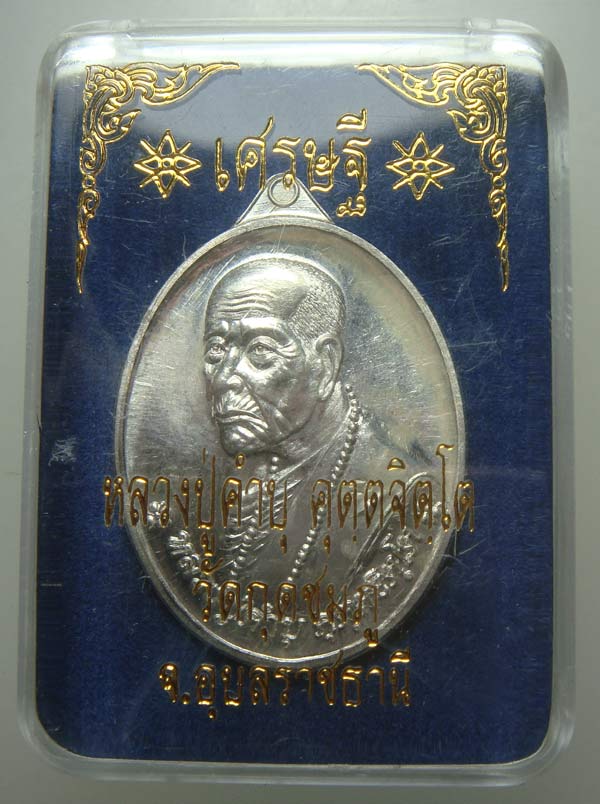 เศรษฐี
หลวงปู่คำบุ คุตฺตจิตฺโต
วัดกุดชมภู
จ.อุบลราชธานี